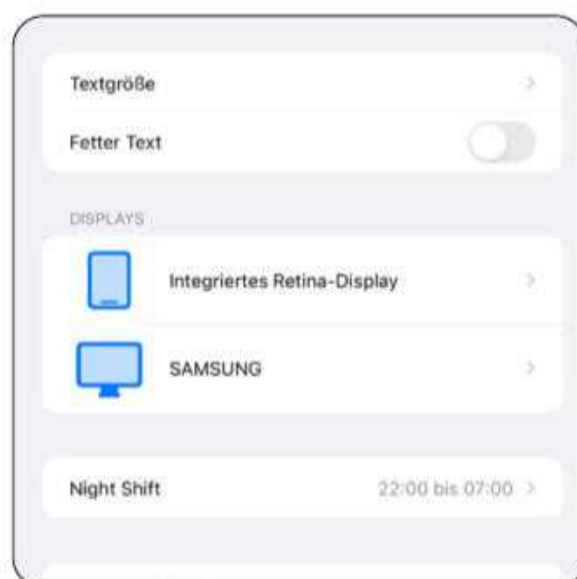 Textgröße
Fetter Text
DISPLAYS
Integriertes Retina-Display
SAMSUNG
Night Shift 22:00 bis 07:00